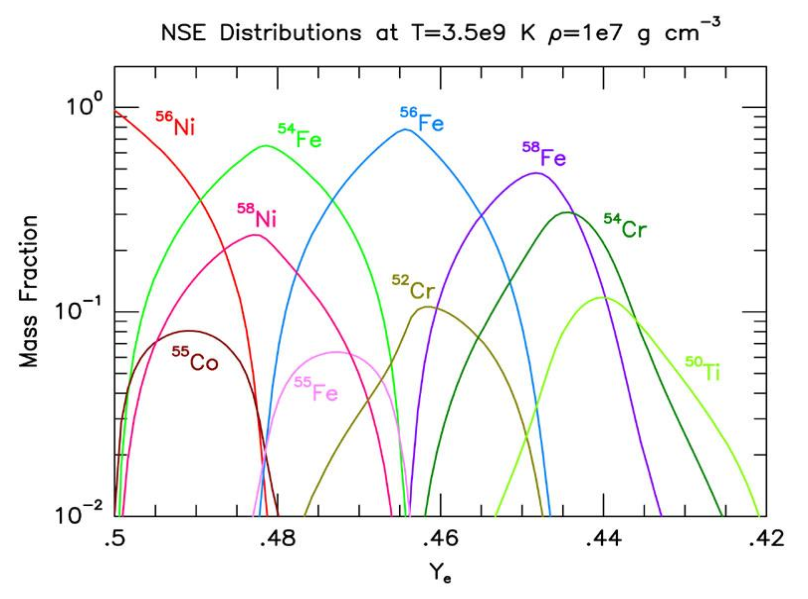 NSE Distributions at T=3.5e9 K ρ=1e7 g cm⁻³
Mass Fraction
10⁰
10⁻¹
10⁻²
⁵⁶Ni
⁵⁴Fe
⁵⁶Fe
⁵⁸Fe
⁵⁸Ni
⁵⁴Cr
⁵²Cr
⁵⁵Co
⁵⁵Fe
⁵⁰Ti
.5 .48 .46 .44 .42
Yₑ